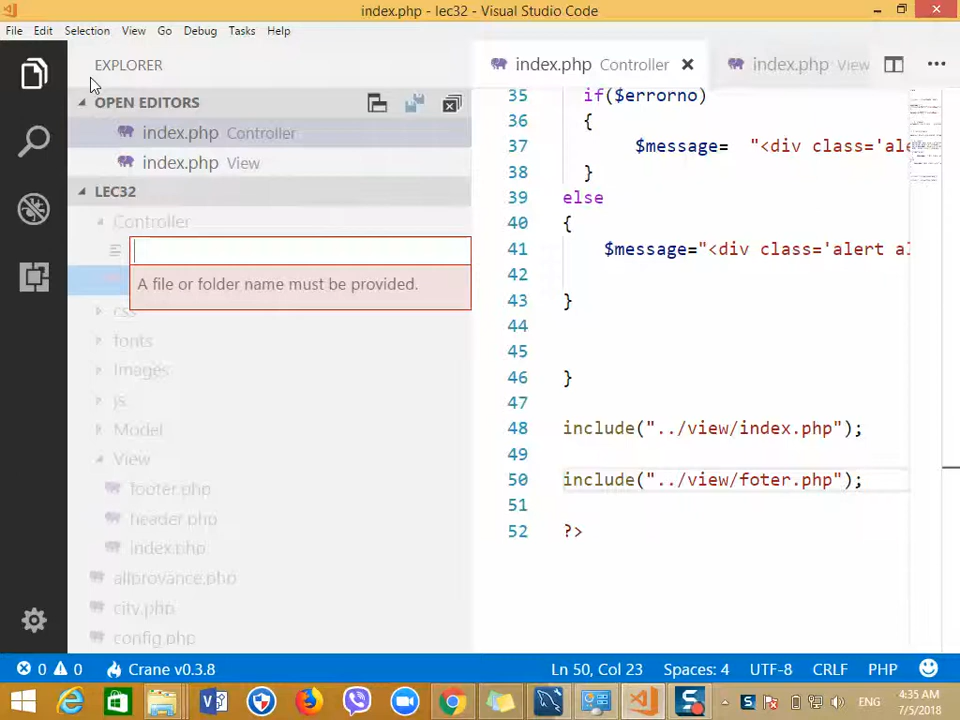 index.php - lec32 - Visual Studio Code
File Edit Selection View Go Debug Tasks Help
EXPLORER
OPEN EDITORS
index.php Controller
index.php View
LEC32
Controller
A file or folder name must be provided.
css
fonts
Images
js
Model
View
footer.php
header.php
index.php
allprovance.php
city.php
config.php
index.php Controller
index.php View
35 if($errorno)
36 {
37 $message= "<div class='ale
38 }
39 else
40 {
41 $message="<div class='alert al
42
43 }
44
45
46 }
47
48 include("../view/index.php");
49
50 include("../view/foter.php");
51
52 ?>
0 0 Crane v0.3.8 Ln 50, Col 23 Spaces: 4 UTF-8 CRLF PHP
ENG 4:35 AM
7/5/2018